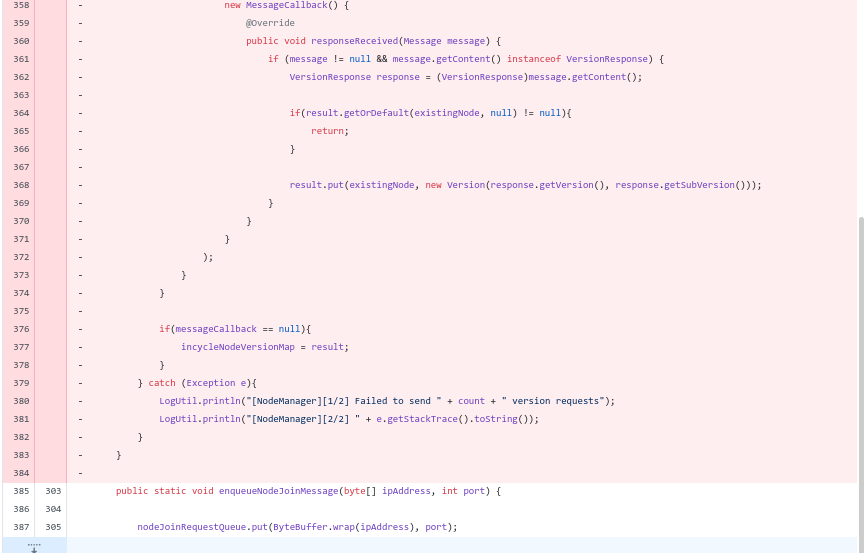 358 - new MessageCallback() {
359 - @Override
360 - public void responseReceived(Message message) {
361 - if (message != null && message.getContent() instanceof VersionResponse) {
362 - VersionResponse response = (VersionResponse)message.getContent();
363 -
364 - if(result.getOrDefault(existingNode, null) != null){
365 - return;
366 - }
367 -
368 - result.put(existingNode, new Version(response.getVersion(), response.getSubVersion()));
369 - }
370 - }
371 - }
372 - );
373 - }
374 - }
375 -
376 - if(messageCallback == null){
377 - incycleNodeVersionMap = result;
378 - }
379 - } catch (Exception e){
380 - LogUtil.println("[NodeManager][1/2] Failed to send " + count + " version requests");
381 - LogUtil.println("[NodeManager][2/2] " + e.getStackTrace().toString());
382 - }
383 - }
384 -
385 303 public static void enqueueNodeJoinMessage(byte[] ipAddress, int port) {
386 304
387 305 nodeJoinRequestQueue.put(ByteBuffer.wrap(ipAddress), port);